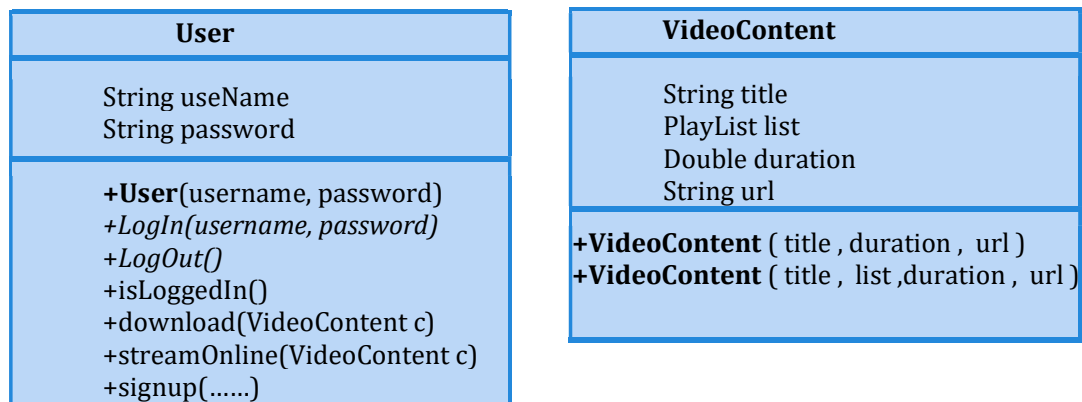 User
String useName
String password
+User(username, password)
+LogIn(username, password)
+LogOut()
+isLoggedIn()
+download(VideoContent c)
+streamOnline(VideoContent c)
+signup(……)
VideoContent
String title
PlayList list
Double duration
String url
+VideoContent ( title , duration , url )
+VideoContent ( title , list ,duration , url )